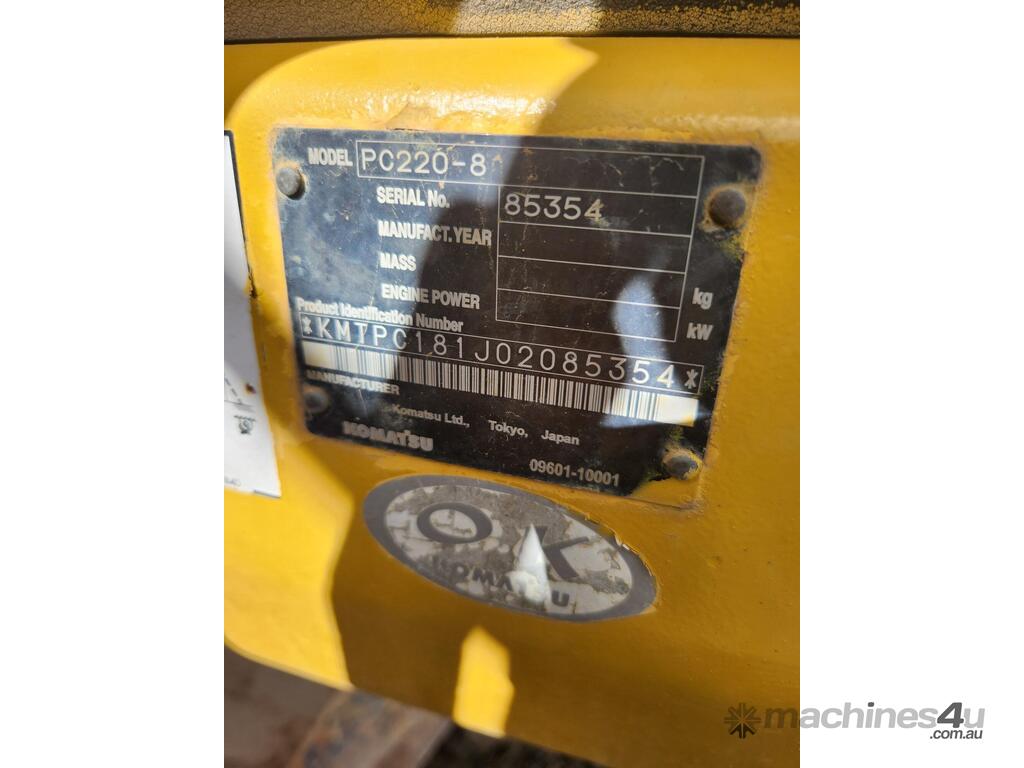 MODEL PC220-8
SERIAL No. 85354
MANUFACT.YEAR
MASS kg
ENGINE POWER kW
Product Identification Number
*KMTPC181J02085354*
MANUFACTURER
Komatsu Ltd., Tokyo, Japan
KOMATSU
09601-10001
OK
KOMATSU
machines4u
.com.au